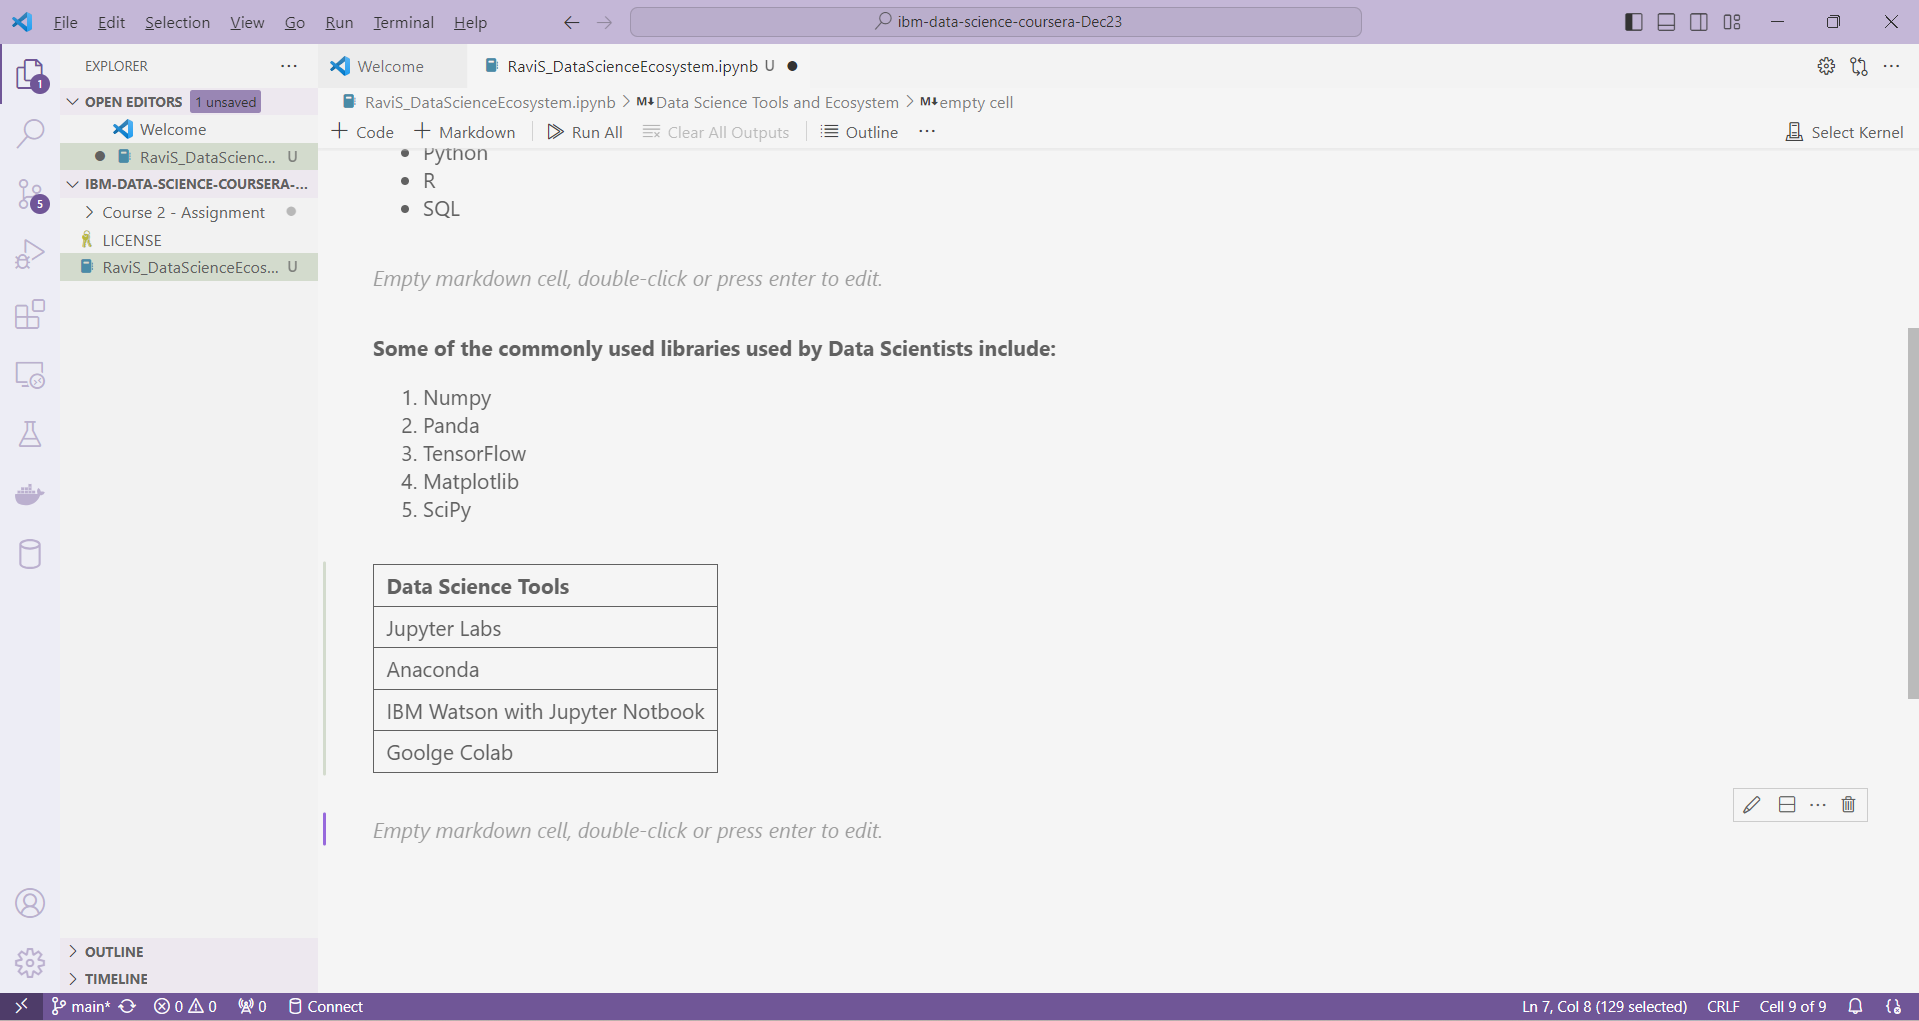 File Edit Selection View Go Run Terminal Help
ibm-data-science-coursera-Dec23
EXPLORER
OPEN EDITORS 1 unsaved
Welcome
RaviS_DataScienc... U
IBM-DATA-SCIENCE-COURSERA-...
Course 2 - Assignment
LICENSE
RaviS_DataScienceEcos... U
OUTLINE
TIMELINE
1
5
Welcome
RaviS_DataScienceEcosystem.ipynb U
RaviS_DataScienceEcosystem.ipynb > M↓Data Science Tools and Ecosystem > M↓empty cell
+ Code + Markdown Run All Clear All Outputs Outline ...
Select Kernel
• Python
• R
• SQL
Empty markdown cell, double-click or press enter to edit.
Some of the commonly used libraries used by Data Scientists include:
1. Numpy
2. Panda
3. TensorFlow
4. Matplotlib
5. SciPy
Data Science Tools
Jupyter Labs
Anaconda
IBM Watson with Jupyter Notbook
Goolge Colab
Empty markdown cell, double-click or press enter to edit.
main* 0 0 0 Connect
Ln 7, Col 8 (129 selected) CRLF Cell 9 of 9